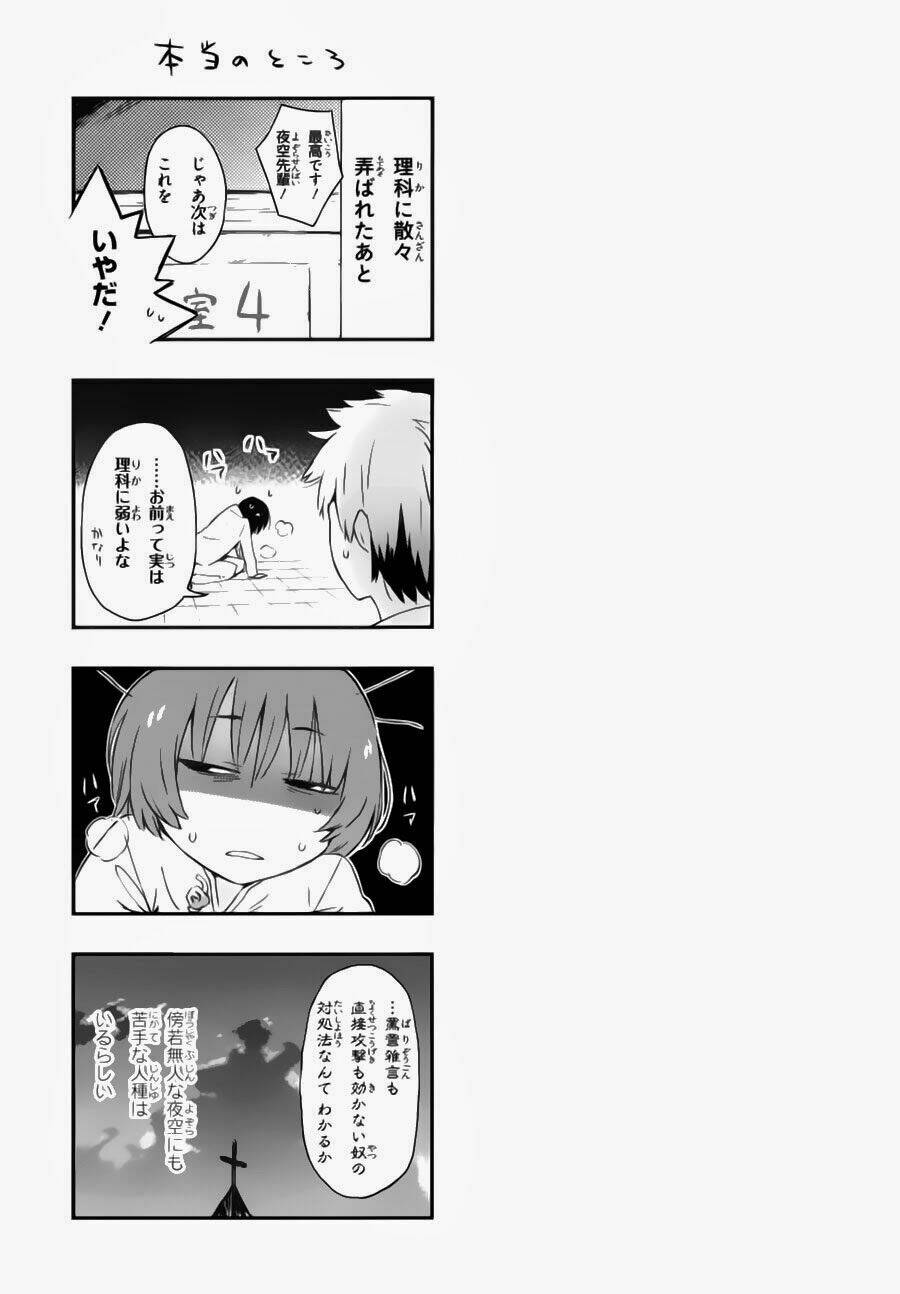 本当のところ
理科に散々
弄ばれたあと
最高です!
夜空先輩!
じゃあ次は
これを
いやだ!
室4
……お前って実は
理科に弱いよな
かなり
ハァ
ハァ
…罵詈雑言も
直接攻撃も効かない奴の
対処法なんてわかるか
傍若無人な夜空にも
苦手な人種は
いるらしい